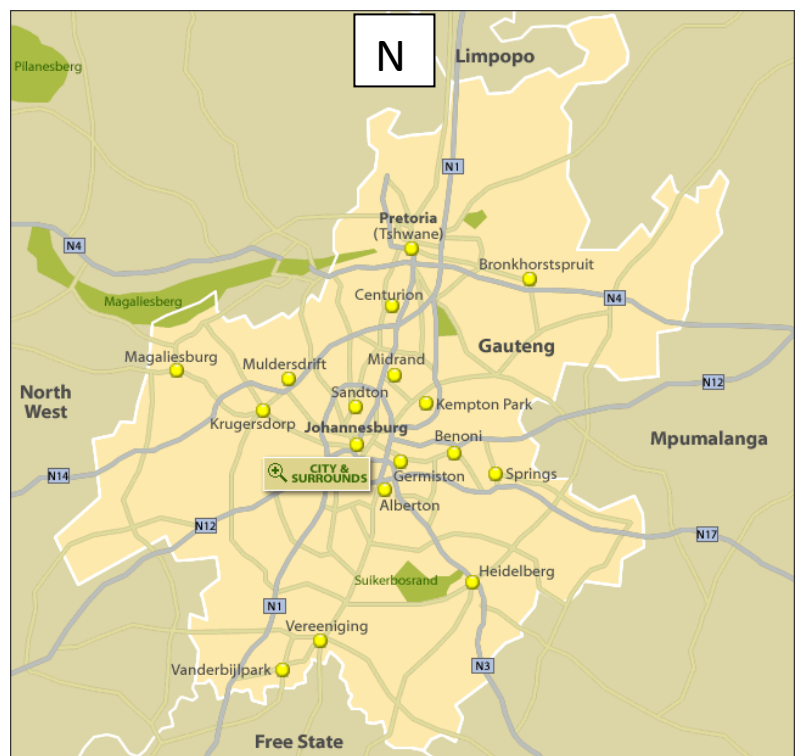 N
Limpopo
Pilanesberg
N1
Pretoria
(Tshwane)
N4
Bronkhorstspruit
Magaliesberg
Centurion
N4
Gauteng
Magaliesburg
Muldersdrift
Midrand
North
West
Sandton
N12
Kempton Park
Krugersdorp
Johannesburg
Benoni
Mpumalanga
CITY &
SURROUNDS
N14
Germiston
Springs
Alberton
N12
N17
Suikerbosrand
Heidelberg
N1
Vereeniging
Vanderbijlpark
N3
Free State